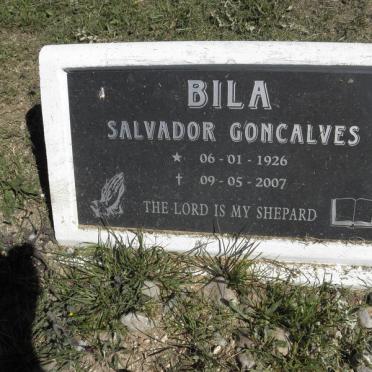 BILA
SALVADOR GONCALVES
★ 06-01-1926
✝ 09-05-2007
THE LORD IS MY SHEPARD